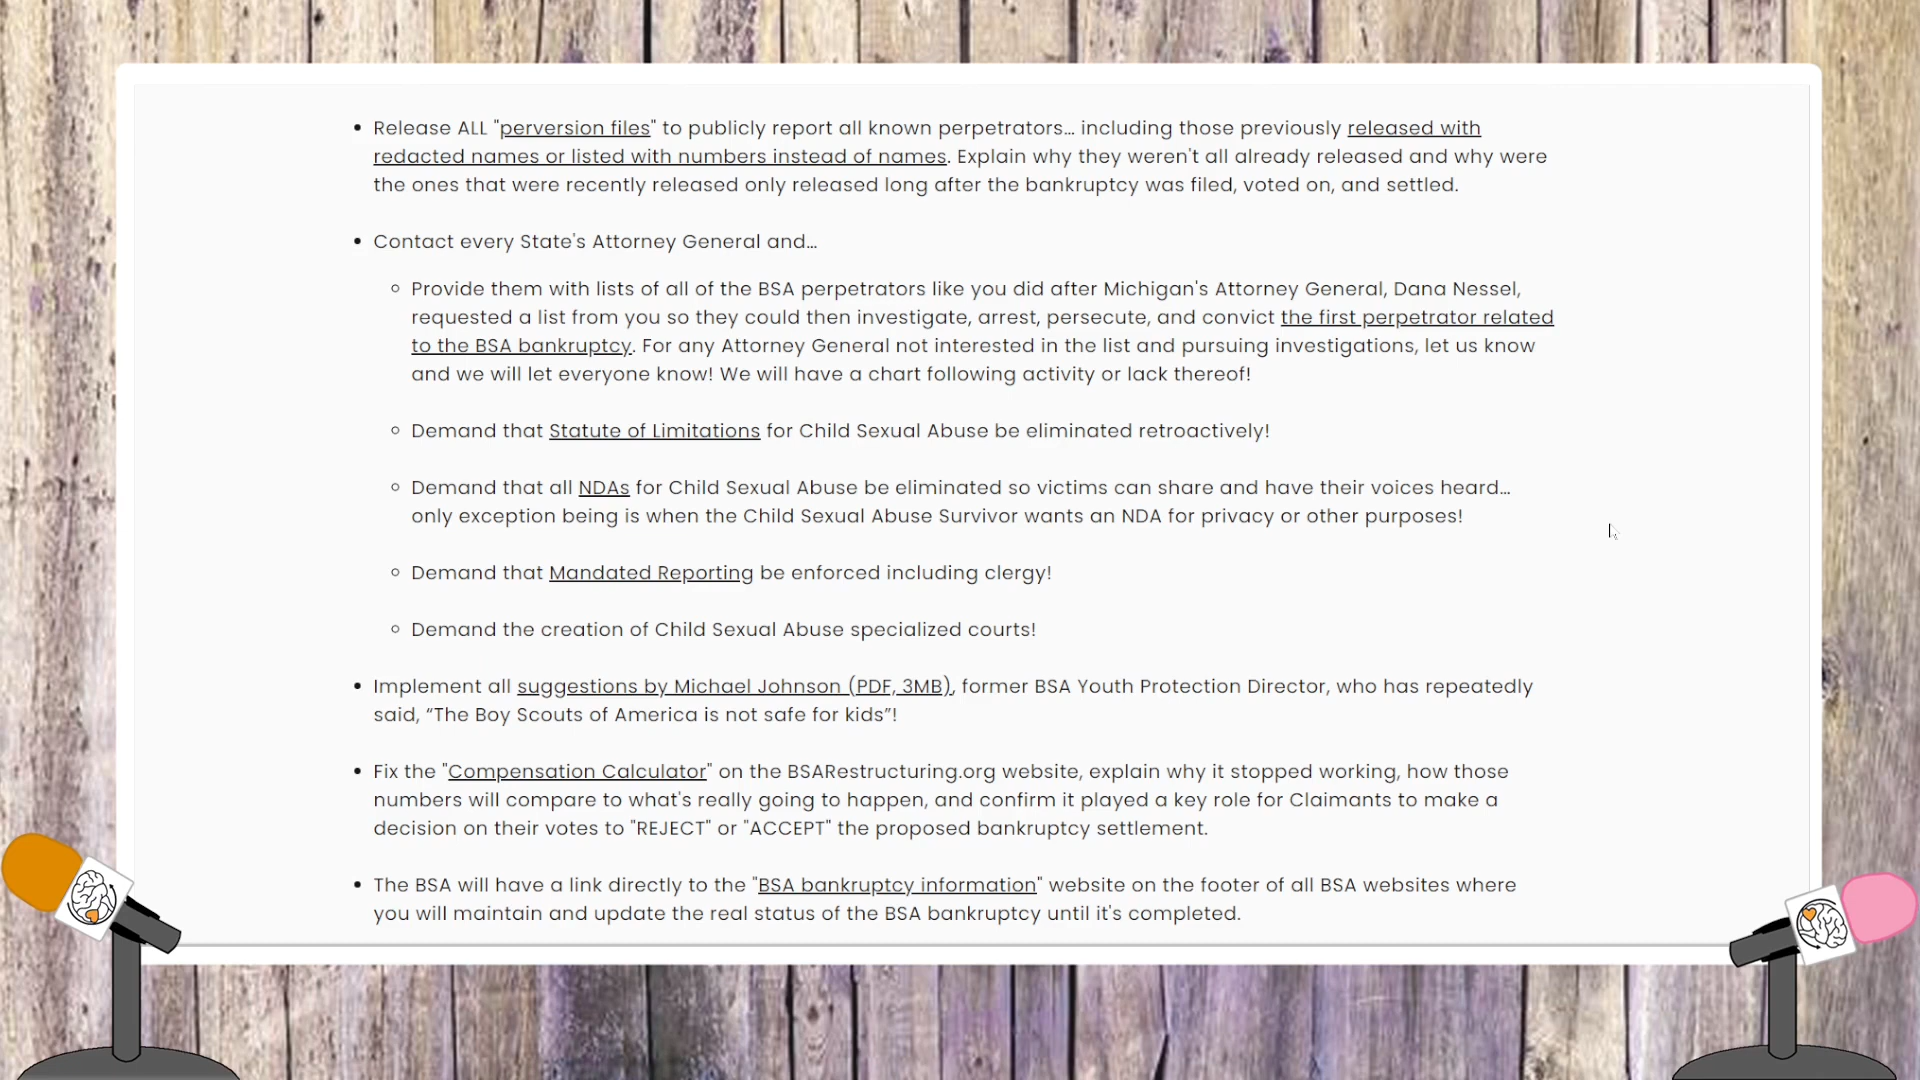 • Release ALL "perversion files" to publicly report all known perpetrators... including those previously released with
redacted names or listed with numbers instead of names. Explain why they weren't all already released and why were
the ones that were recently released only released long after the bankruptcy was filed, voted on, and settled.
• Contact every State's Attorney General and...
◦ Provide them with lists of all of the BSA perpetrators like you did after Michigan's Attorney General, Dana Nessel,
requested a list from you so they could then investigate, arrest, persecute, and convict the first perpetrator related
to the BSA bankruptcy. For any Attorney General not interested in the list and pursuing investigations, let us know
and we will let everyone know! We will have a chart following activity or lack thereof!
◦ Demand that Statute of Limitations for Child Sexual Abuse be eliminated retroactively!
◦ Demand that all NDAs for Child Sexual Abuse be eliminated so victims can share and have their voices heard...
only exception being is when the Child Sexual Abuse Survivor wants an NDA for privacy or other purposes!
◦ Demand that Mandated Reporting be enforced including clergy!
◦ Demand the creation of Child Sexual Abuse specialized courts!
• Implement all suggestions by Michael Johnson (PDF, 3MB), former BSA Youth Protection Director, who has repeatedly
said, “The Boy Scouts of America is not safe for kids”!
• Fix the "Compensation Calculator" on the BSARestructuring.org website, explain why it stopped working, how those
numbers will compare to what's really going to happen, and confirm it played a key role for Claimants to make a
decision on their votes to "REJECT" or "ACCEPT" the proposed bankruptcy settlement.
• The BSA will have a link directly to the "BSA bankruptcy information" website on the footer of all BSA websites where
you will maintain and update the real status of the BSA bankruptcy until it's completed.